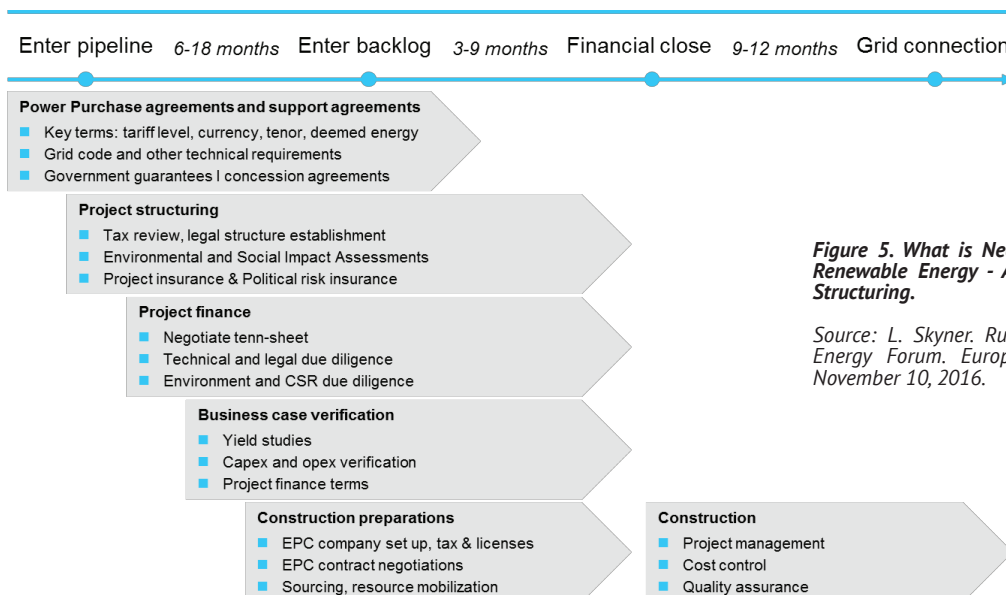 Enter pipeline 6-18 months Enter backlog 3-9 months Financial close 9-12 months Grid connection
Power Purchase agreements and support agreements
Key terms: tariff level, currency, tenor, deemed energy
Grid code and other technical requirements
Government guarantees I concession agreements
Project structuring
Tax review, legal structure establishment
Environmental and Social Impact Assessments
Project insurance & Political risk insurance
Figure 5. What is
Renewable Energy -
Structuring.
Source: L. Skyner.
Energy Forum.
November 10, 2016.
Project finance
Negotiate tenn-sheet
Technical and legal due diligence
Environment and CSR due diligence
Business case verification
Yield studies
Capex and opex verification
Project finance terms
Construction preparations
EPC company set up, tax & licenses
EPC contract negotiations
Sourcing, resource mobilization
Construction
Project management
Cost control
Quality assurance